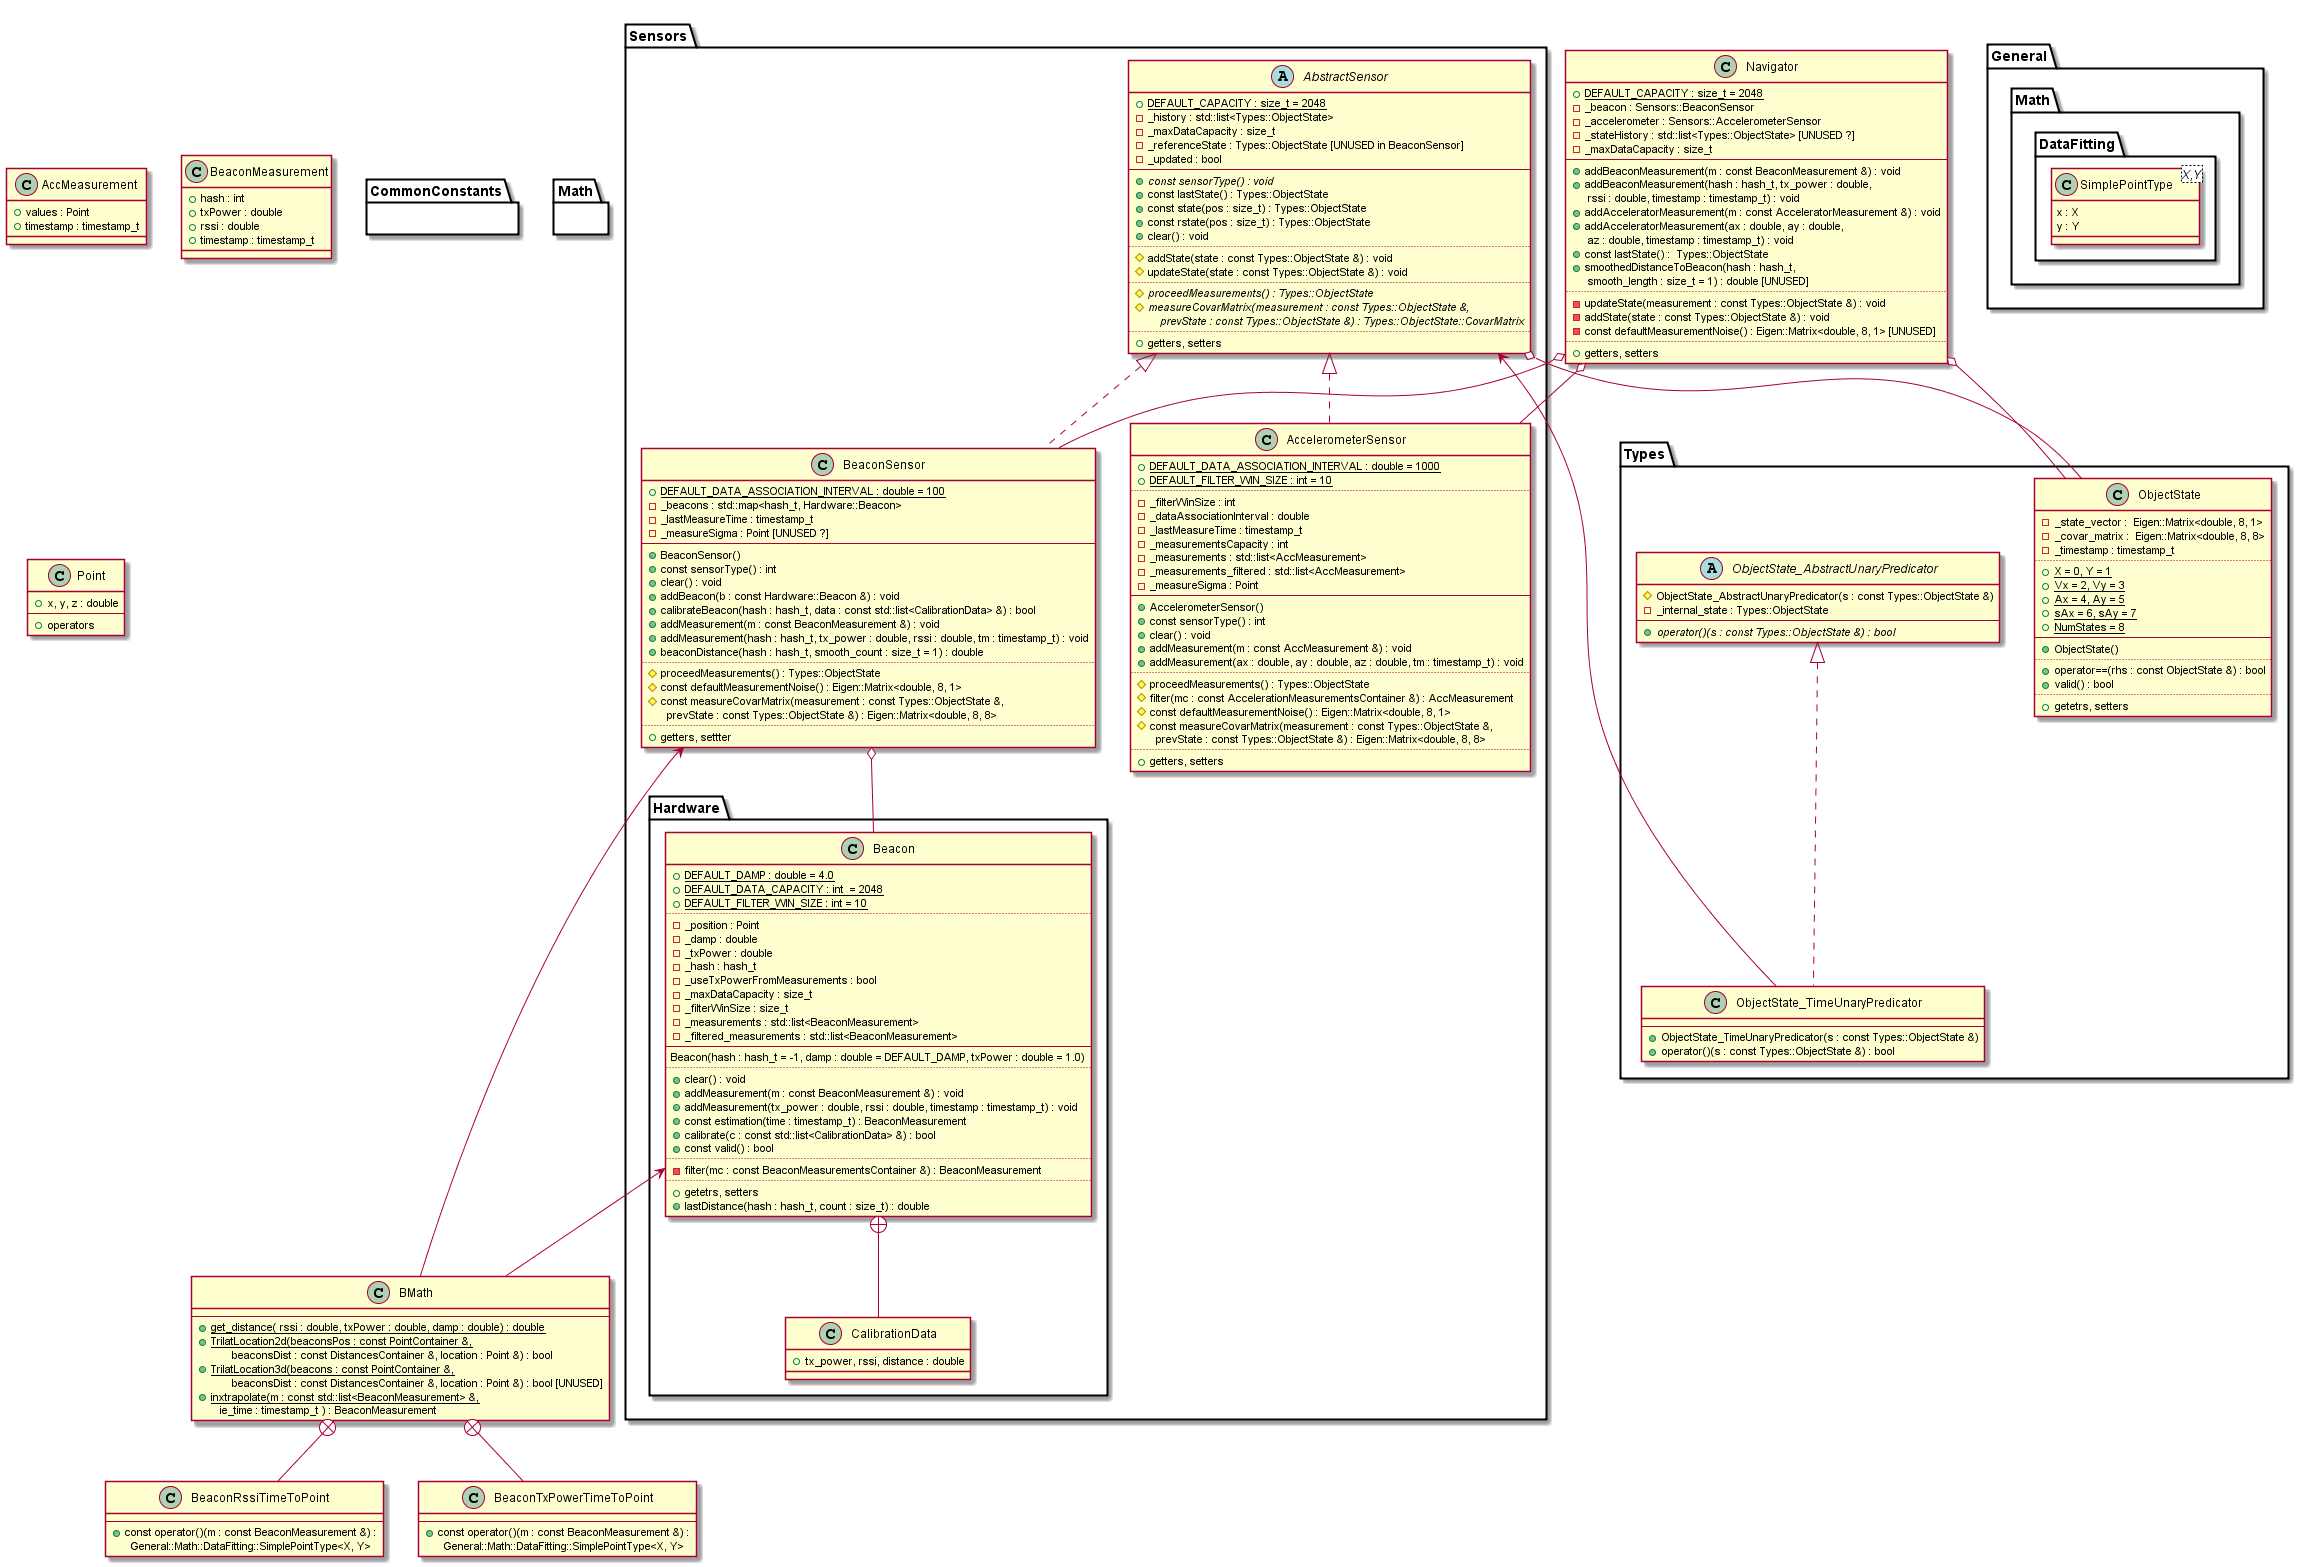 Sensors
A AbstractSensor
DEFAULT_CAPACITY : size_t = 2048
_history : std::list<Types::ObjectState>
_maxDataCapacity : size_t
_referenceState : Types::ObjectState [UNUSED in BeaconSensor]
_updated : bool
const sensorType() : void
const lastState() : Types::ObjectState
const state(pos : size_t) : Types::ObjectState
const rstate(pos : size_t) : Types::ObjectState
clear() : void
addState(state : const Types::ObjectState &) : void
updateState(state : const Types::ObjectState &) : void
proceedMeasurements() : Types::ObjectState
measureCovarMatrix(measurement : const Types::ObjectState &,
prevState : const Types::ObjectState &) : Types::ObjectState::CovarMatrix
getters, setters
C Navigator
DEFAULT_CAPACITY : size_t = 2048
_beacon : Sensors::BeaconSensor
_accelerometer : Sensors::AccelerometerSensor
_stateHistory : std::list<Types::ObjectState> [UNUSED ?]
_maxDataCapacity : size_t
addBeaconMeasurement(m : const BeaconMeasurement &) : void
addBeaconMeasurement(hash : hash_t, tx_power : double,
rssi : double, timestamp : timestamp_t) : void
addAcceleratorMeasurement(m : const AcceleratorMeasurement &) : void
addAcceleratorMeasurement(ax : double, ay : double,
az : double, timestamp : timestamp_t) : void
const lastState() :  Types::ObjectState
smoothedDistanceToBeacon(hash : hash_t,
smooth_length : size_t = 1) : double [UNUSED]
updateState(measurement : const Types::ObjectState &) : void
addState(state : const Types::ObjectState &) : void
const defaultMeasurementNoise() : Eigen::Matrix<double, 8, 1> [UNUSED]
getters, setters
General
Math
DataFitting
C SimplePointType X,Y
x : X
y : Y
C AccMeasurement
values : Point
timestamp : timestamp_t
C BeaconMeasurement
hash : int
txPower : double
rssi : double
timestamp : timestamp_t
CommonConstants
Math
C Point
x, y, z : double
operators
C BeaconSensor
DEFAULT_DATA_ASSOCIATION_INTERVAL : double = 100
_beacons : std::map<hash_t, Hardware::Beacon>
_lastMeasureTime : timestamp_t
_measureSigma : Point [UNUSED ?]
BeaconSensor()
const sensorType() : int
clear() : void
addBeacon(b : const Hardware::Beacon &) : void
calibrateBeacon(hash : hash_t, data : const std::list<CalibrationData> &) : bool
addMeasurement(m : const BeaconMeasurement &) : void
addMeasurement(hash : hash_t, tx_power : double, rssi : double, tm : timestamp_t) : void
beaconDistance(hash : hash_t, smooth_count : size_t = 1) : double
proceedMeasurements() : Types::ObjectState
const defaultMeasurementNoise() : Eigen::Matrix<double, 8, 1>
const measureCovarMatrix(measurement : const Types::ObjectState &,
prevState : const Types::ObjectState &) : Eigen::Matrix<double, 8, 8>
getters, settter
C AccelerometerSensor
DEFAULT_DATA_ASSOCIATION_INTERVAL : double = 1000
DEFAULT_FILTER_WIN_SIZE : int = 10
_filterWinSize : int
_dataAssociationInterval : double
_lastMeasureTime : timestamp_t
_measurementsCapacity : int
_measurements : std::list<AccMeasurement>
_measurements_filtered : std::list<AccMeasurement>
_measureSigma : Point
AccelerometerSensor()
const sensorType() : int
clear() : void
addMeasurement(m : const AccMeasurement &) : void
addMeasurement(ax : double, ay : double, az : double, tm : timestamp_t) : void
proceedMeasurements() : Types::ObjectState
filter(mc : const AccelerationMeasurementsContainer &) : AccMeasurement
const defaultMeasurementNoise() : Eigen::Matrix<double, 8, 1>
const measureCovarMatrix(measurement : const Types::ObjectState &,
prevState : const Types::ObjectState &) : Eigen::Matrix<double, 8, 8>
getters, setters
Types
C ObjectState
_state_vector :  Eigen::Matrix<double, 8, 1>
_covar_matrix :  Eigen::Matrix<double, 8, 8>
_timestamp : timestamp_t
X = 0, Y = 1
Vx = 2, Vy = 3
Ax = 4, Ay = 5
sAx = 6, sAy = 7
NumStates = 8
ObjectState()
operator==(rhs : const ObjectState &) : bool
valid() : bool
getetrs, setters
A ObjectState_AbstractUnaryPredicator
ObjectState_AbstractUnaryPredicator(s : const Types::ObjectState &)
_internal_state : Types::ObjectState
operator()(s : const Types::ObjectState &) : bool
C ObjectState_TimeUnaryPredicator
ObjectState_TimeUnaryPredicator(s : const Types::ObjectState &)
operator()(s : const Types::ObjectState &) : bool
Hardware
C Beacon
DEFAULT_DAMP : double = 4.0
DEFAULT_DATA_CAPACITY : int  = 2048
DEFAULT_FILTER_WIN_SIZE : int = 10
_position : Point
_damp : double
_txPower : double
_hash : hash_t
_useTxPowerFromMeasurements : bool
_maxDataCapacity : size_t
_filterWinSize : size_t
_measurements : std::list<BeaconMeasurement>
_filtered_measurements : std::list<BeaconMeasurement>
Beacon(hash : hash_t = -1, damp : double = DEFAULT_DAMP, txPower : double = 1.0)
clear() : void
addMeasurement(m : const BeaconMeasurement &) : void
addMeasurement(tx_power : double, rssi : double, timestamp : timestamp_t) : void
const estimation(time : timestamp_t) : BeaconMeasurement
calibrate(c : const std::list<CalibrationData> &) : bool
const valid() : bool
filter(mc : const BeaconMeasurementsContainer &) : BeaconMeasurement
getetrs, setters
lastDistance(hash : hash_t, count : size_t) : double
C CalibrationData
tx_power, rssi, distance : double
C BMath
get_distance( rssi : double, txPower : double, damp : double) : double
TrilatLocation2d(beaconsPos : const PointContainer &,
beaconsDist : const DistancesContainer &, location : Point &) : bool
TrilatLocation3d(beacons : const PointContainer &,
beaconsDist : const DistancesContainer &, location : Point &) : bool [UNUSED]
inxtrapolate(m : const std::list<BeaconMeasurement> &,
ie_time : timestamp_t ) : BeaconMeasurement
C BeaconRssiTimeToPoint
const operator()(m : const BeaconMeasurement &) :
General::Math::DataFitting::SimplePointType<X, Y>
C BeaconTxPowerTimeToPoint
const operator()(m : const BeaconMeasurement &) :
General::Math::DataFitting::SimplePointType<X, Y>